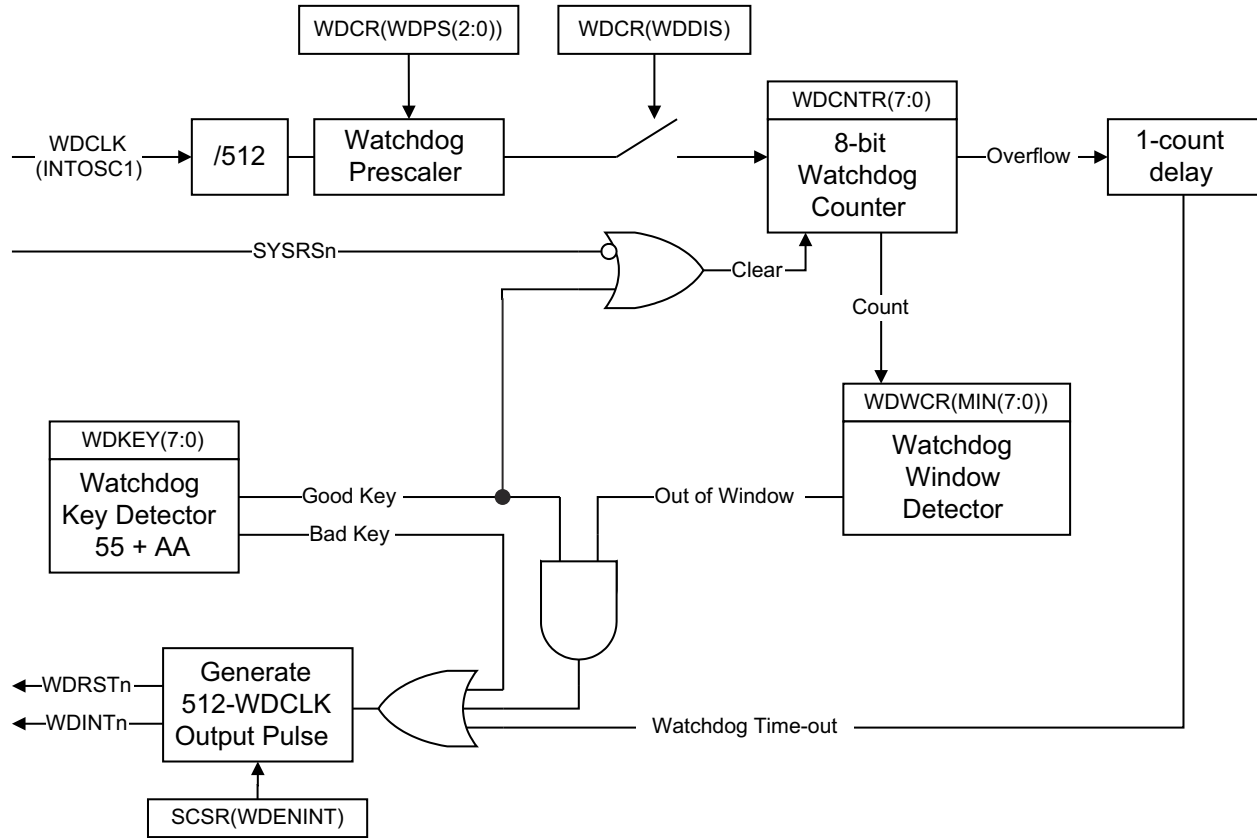 WDCR(WDPS(2:0))
WDCR(WDDIS)
WDCNTR(7:0)
WDCLK
(INTOSC1)
/512
Watchdog
Prescaler
8-bit
Watchdog
Counter
Overflow
1-count
delay
SYSRSn
Clear
Count
WDWCR(MIN(7:0))
Watchdog
Window
Detector
WDKEY(7:0)
Watchdog
Key Detector
55 + AA
Good Key
Bad Key
Out of Window
WDRSTn
WDINTn
Generate
512-WDCLK
Output Pulse
Watchdog Time-out
SCSR(WDENINT)